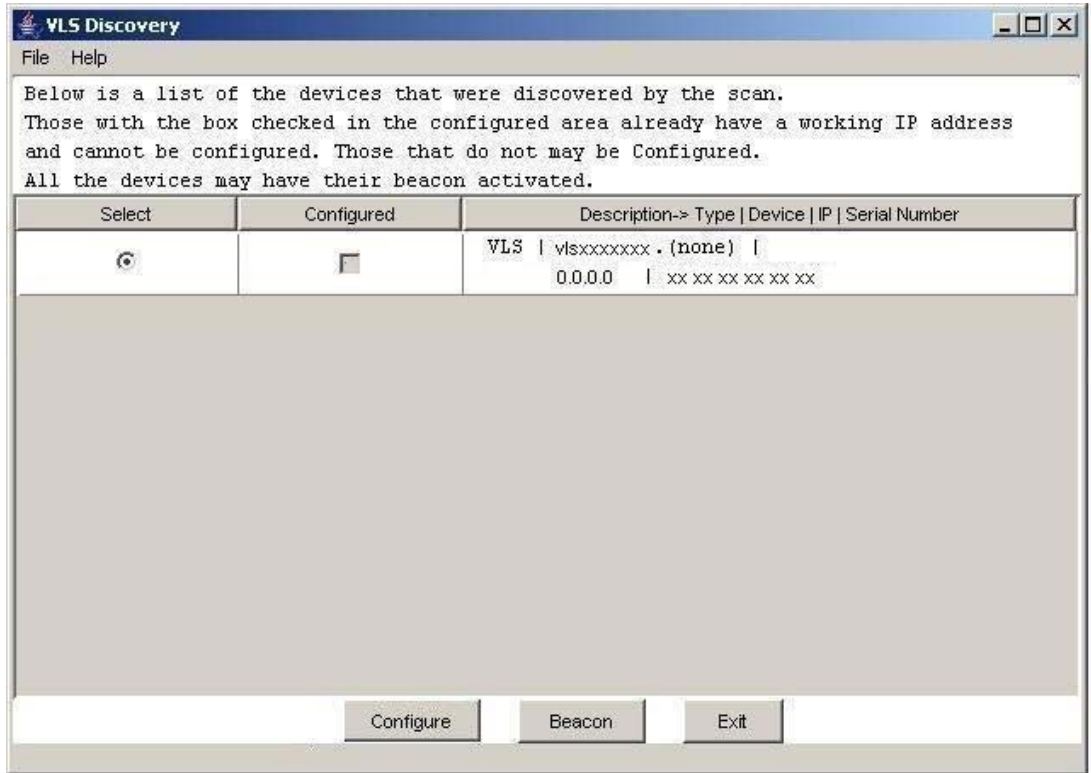 VLS Discovery
File Help
Below is a list of the devices that were discovered by the scan.
Those with the box checked in the configured area already have a working IP address
and cannot be configured. Those that do not may be Configured.
All the devices may have their beacon activated.
Select Configured Description-> Type | Device | IP | Serial Number
VLS | vlsxxxxxxx . (none) |
0.0.0.0 | xx xx xx xx xx xx
Configure Beacon Exit